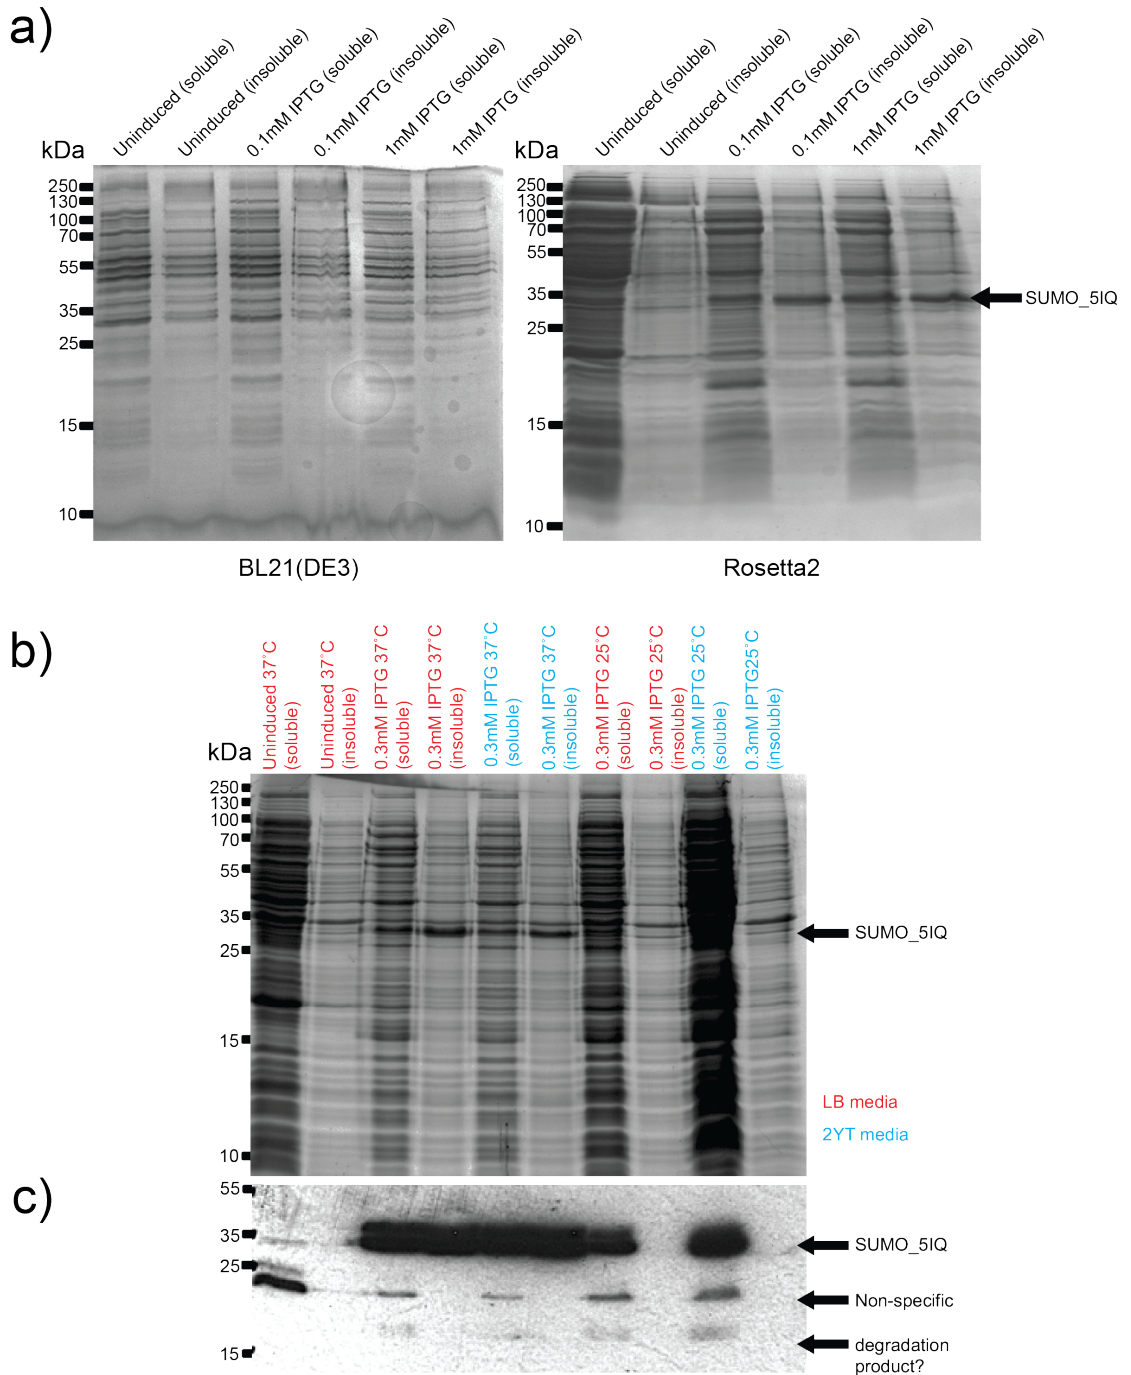 a)
Uninduced (soluble)
Uninduced (insoluble)
0.1mM IPTG (soluble)
0.1mM IPTG (insoluble)
1mM IPTG (soluble)
1mM IPTG (insoluble)
Uninduced (soluble)
Uninduced (insoluble)
0.1mM IPTG (soluble)
0.1mM IPTG (insoluble)
1mM IPTG (soluble)
1mM IPTG (insoluble)
kDa
250
130
100
70
55
35
25
15
10
kDa
250
130
100
70
55
35
25
15
10
SUMO_5IQ
BL21(DE3)
Rosetta2
b)
Uninduced 37˚C
(soluble)
Uninduced 37˚C
(insoluble)
0.3mM IPTG 37˚C
(soluble)
0.3mM IPTG 37˚C
(insoluble)
0.3mM IPTG 37˚C
(soluble)
0.3mM IPTG 37˚C
(insoluble)
0.3mM IPTG 25˚C
(soluble)
0.3mM IPTG 25˚C
(insoluble)
0.3mM IPTG 25˚C
(soluble)
0.3mM IPTG25˚C
(insoluble)
kDa
250
130
100
70
55
35
25
15
10
SUMO_5IQ
LB media
2YT media
c)
55
35
25
15
SUMO_5IQ
Non-specific
degradation
product?